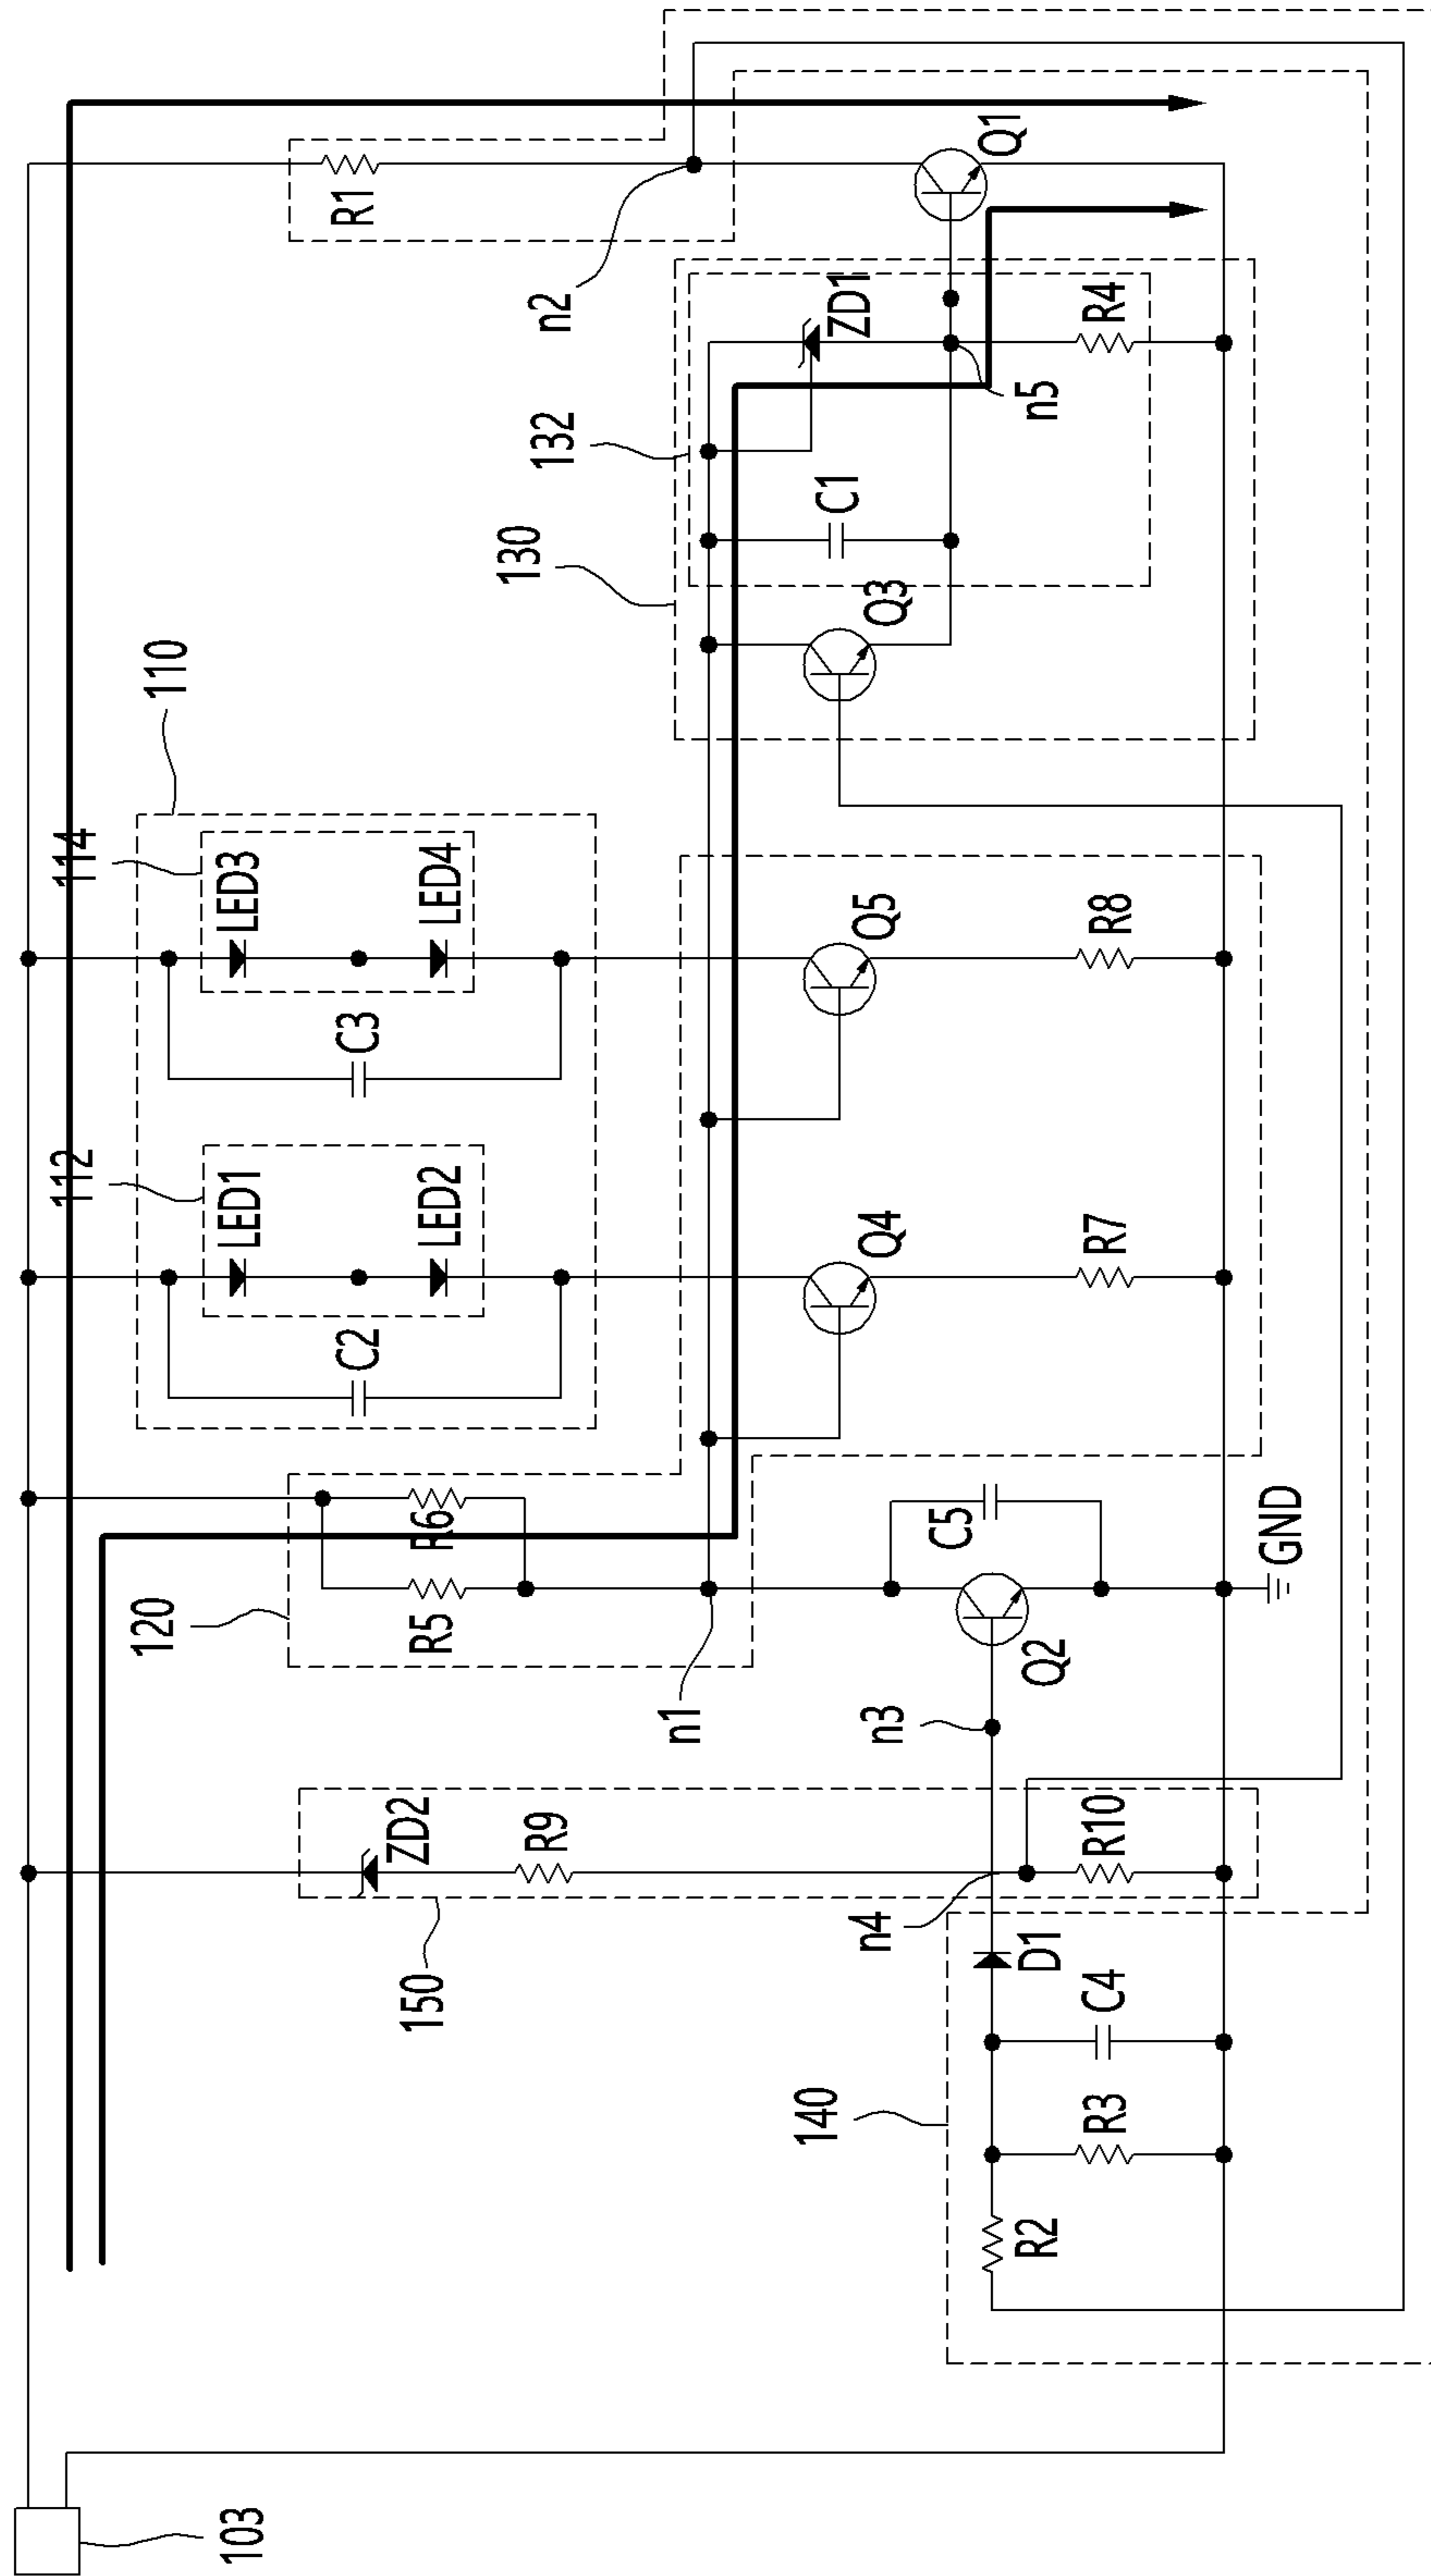 103
140
R2
R3
C4
D1
150
ZD2
R9
n4
R10
120
R5
R6
n1
n3
Q2
C5
GND
110
112
LED1
LED2
C2
114
LED3
LED4
C3
Q4
R7
Q5
R8
130
132
Q3
C1
ZD1
n5
R4
n2
R1
Q1